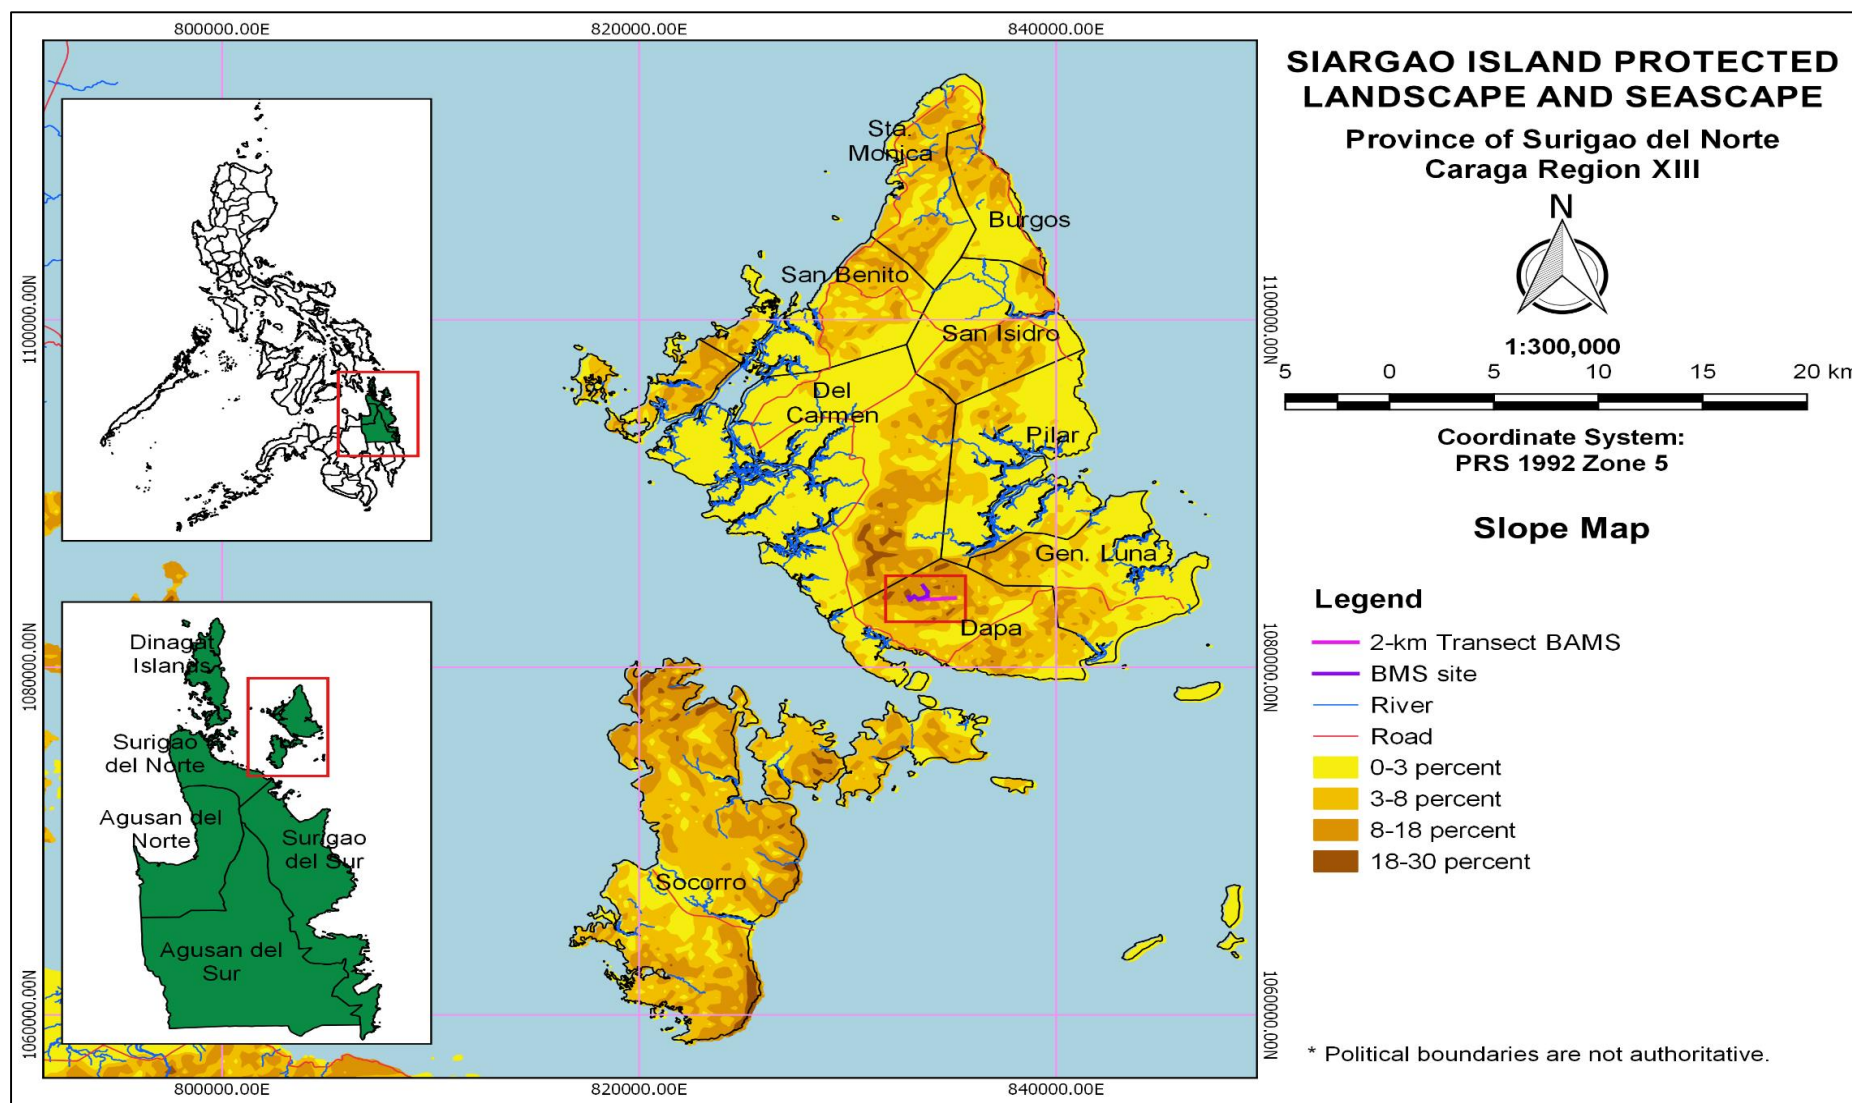 800000.00E
820000.00E
840000.00E
SIARGAO ISLAND PROTECTED
LANDSCAPE AND SEASCAPE
Province of Surigao del Norte
Caraga Region XIII
N
1:300,000
5
0
5
10
15
20 km
Coordinate System:
PRS 1992 Zone 5
Slope Map
Legend
2-km Transect BAMS
BMS site
River
Road
0-3 percent
3-8 percent
8-18 percent
18-30 percent
* Political boundaries are not authoritative.
Sta.
Monica
Burgos
San Benito
San Isidro
Del
Carmen
Pilar
Gen. Luna
Dapa
Socorro
Dinagat
Islands
Surigao
del Norte
Agusan del
Norte
Surigao
del Sur
Agusan del
Sur
1100000.00N
1080000.00N
1060000.00N
1100000.00N
1080000.00N
1060000.00N
800000.00E
820000.00E
840000.00E